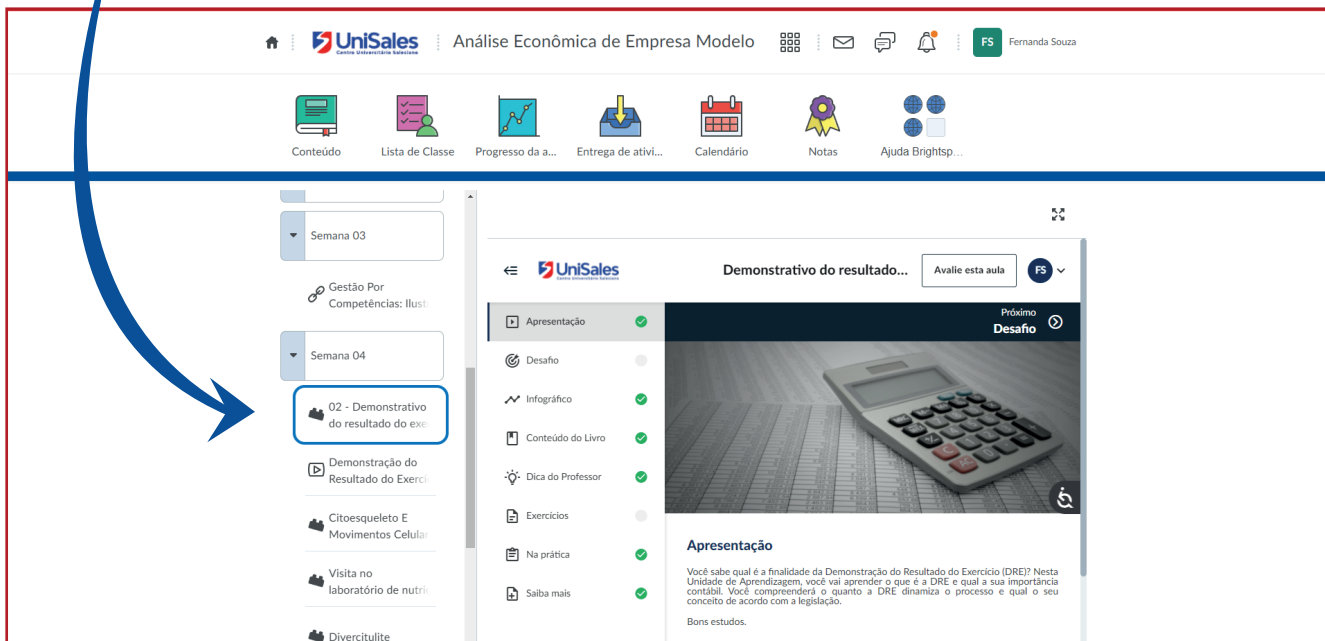 UniSales
Centro Universitário Salesiano
Análise Econômica de Empresa Modelo
FS
Fernanda Souza
Conteúdo
Lista de Classe
Progresso da a...
Entrega de ativi...
Calendário
Notas
Ajuda Brightsp...
Semana 03
Gestão Por
Competências: Ilust
Semana 04
02 - Demonstrativo
do resultado do exe
Demonstração do
Resultado do Exercí
Citoesqueleto E
Movimentos Celular
Visita no
laboratório de nutri
Divercitulite
UniSales
Centro Universitário Salesiano
Demonstrativo do resultado...
Avalie esta aula
FS
Apresentação
Desafio
Infográfico
Conteúdo do Livro
Dica do Professor
Exercícios
Na prática
Saiba mais
Próximo
Desafio
Apresentação
Você sabe qual é a finalidade da Demonstração do Resultado do Exercício (DRE)? Nesta
Unidade de Aprendizagem, você vai aprender o que é a DRE e qual a sua importância
contábil. Você compreenderá o quanto a DRE dinamiza o processo e qual o seu
conceito de acordo com a legislação.
Bons estudos.